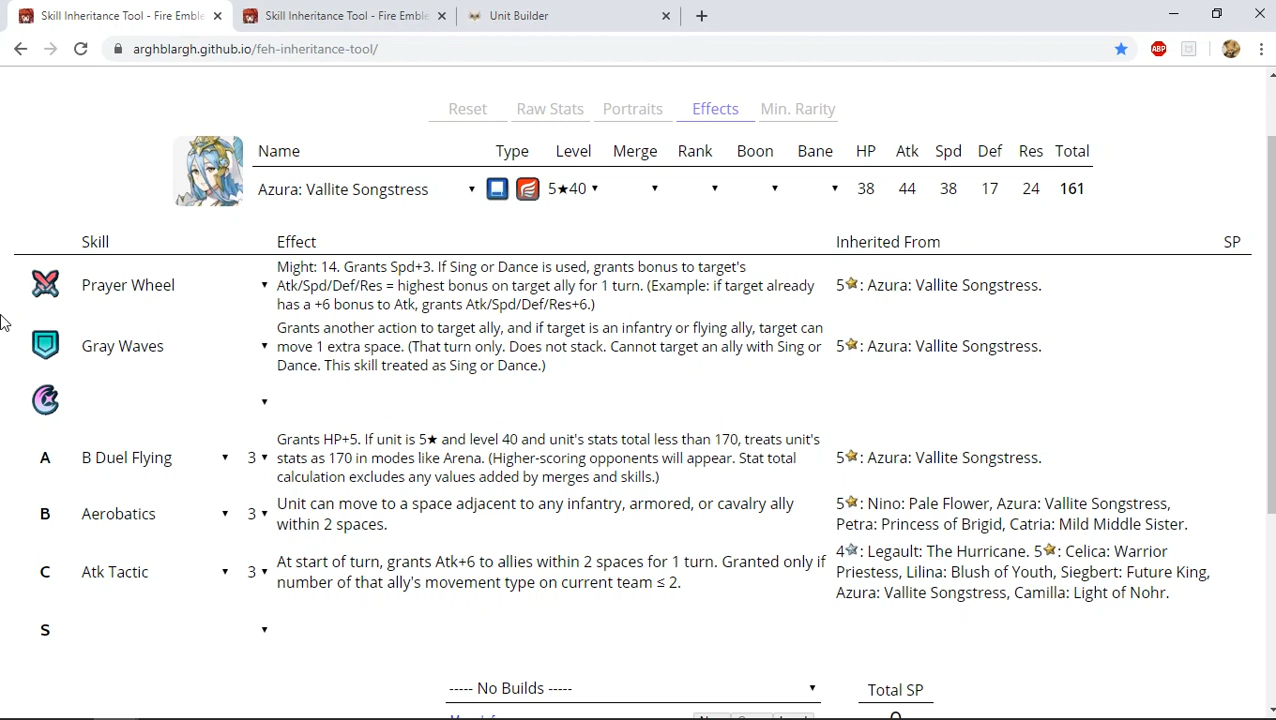 Skill Inheritance Tool - Fire Emble
Skill Inheritance Tool - Fire Emble
Unit Builder
arghblargh.github.io/feh-inheritance-tool/
ABP
Reset Raw Stats Portraits Effects Min. Rarity
Name Type Level Merge Rank Boon Bane HP Atk Spd Def Res Total
Azura: Vallite Songstress 5★40 38 44 38 17 24 161
Skill Effect Inherited From SP
Prayer Wheel
Might: 14. Grants Spd+3. If Sing or Dance is used, grants bonus to target's
Atk/Spd/Def/Res = highest bonus on target ally for 1 turn. (Example: if target already
has a +6 bonus to Atk, grants Atk/Spd/Def/Res+6.)
5★: Azura: Vallite Songstress.
Gray Waves
Grants another action to target ally, and if target is an infantry or flying ally, target can
move 1 extra space. (That turn only. Does not stack. Cannot target an ally with Sing or
Dance. This skill treated as Sing or Dance.)
5★: Azura: Vallite Songstress.
A B Duel Flying 3
Grants HP+5. If unit is 5★ and level 40 and unit's stats total less than 170, treats unit's
stats as 170 in modes like Arena. (Higher-scoring opponents will appear. Stat total
calculation excludes any values added by merges and skills.)
5★: Azura: Vallite Songstress.
B Aerobatics 3
Unit can move to a space adjacent to any infantry, armored, or cavalry ally
within 2 spaces.
5★: Nino: Pale Flower, Azura: Vallite Songstress,
Petra: Princess of Brigid, Catria: Mild Middle Sister.
C Atk Tactic 3
At start of turn, grants Atk+6 to allies within 2 spaces for 1 turn. Granted only if
number of that ally's movement type on current team ≤ 2.
4★: Legault: The Hurricane. 5★: Celica: Warrior
Priestess, Lilina: Blush of Youth, Siegbert: Future King,
Azura: Vallite Songstress, Camilla: Light of Nohr.
S
----- No Builds ----- Total SP